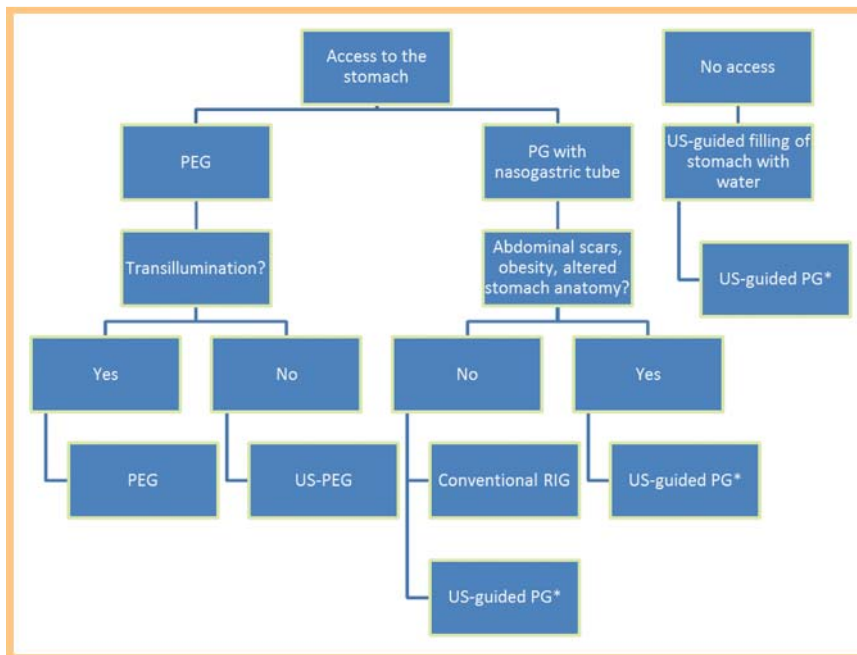 Access to the
stomach
No access
PEG
PG with
nasogastric tube
US-guided filling of
stomach with
water
Transillumination?
Abdominal scars,
obesity, altered
stomach anatomy?
US-guided PG*
Yes
No
No
Yes
PEG
US-PEG
Conventional RIG
US-guided PG*
US-guided PG*